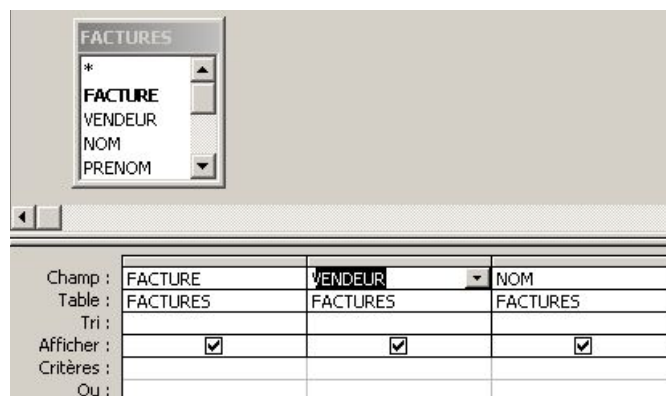 FACTURES
*
FACTURE
VENDEUR
NOM
PRENOM
Champ : FACTURE VENDEUR NOM
Table : FACTURES FACTURES FACTURES
Tri :
Afficher :
Critères :
Ou :